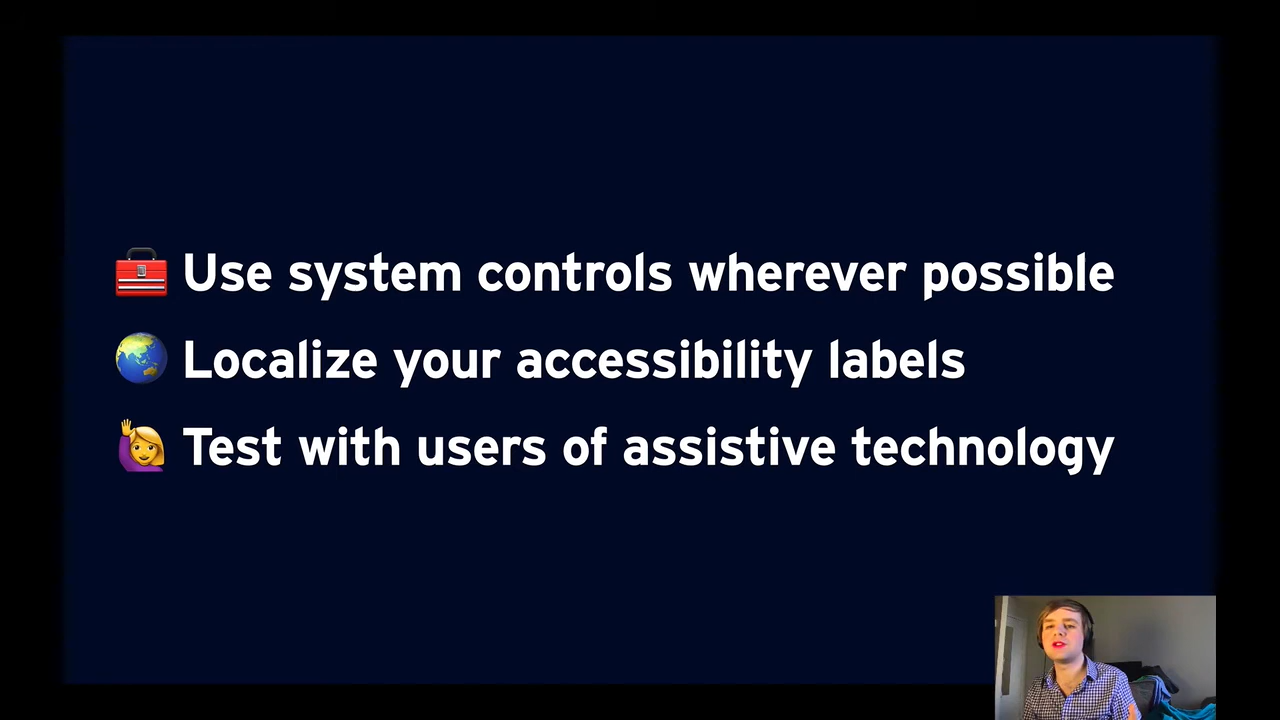 Use system controls wherever possible
Localize your accessibility labels
Test with users of assistive technology